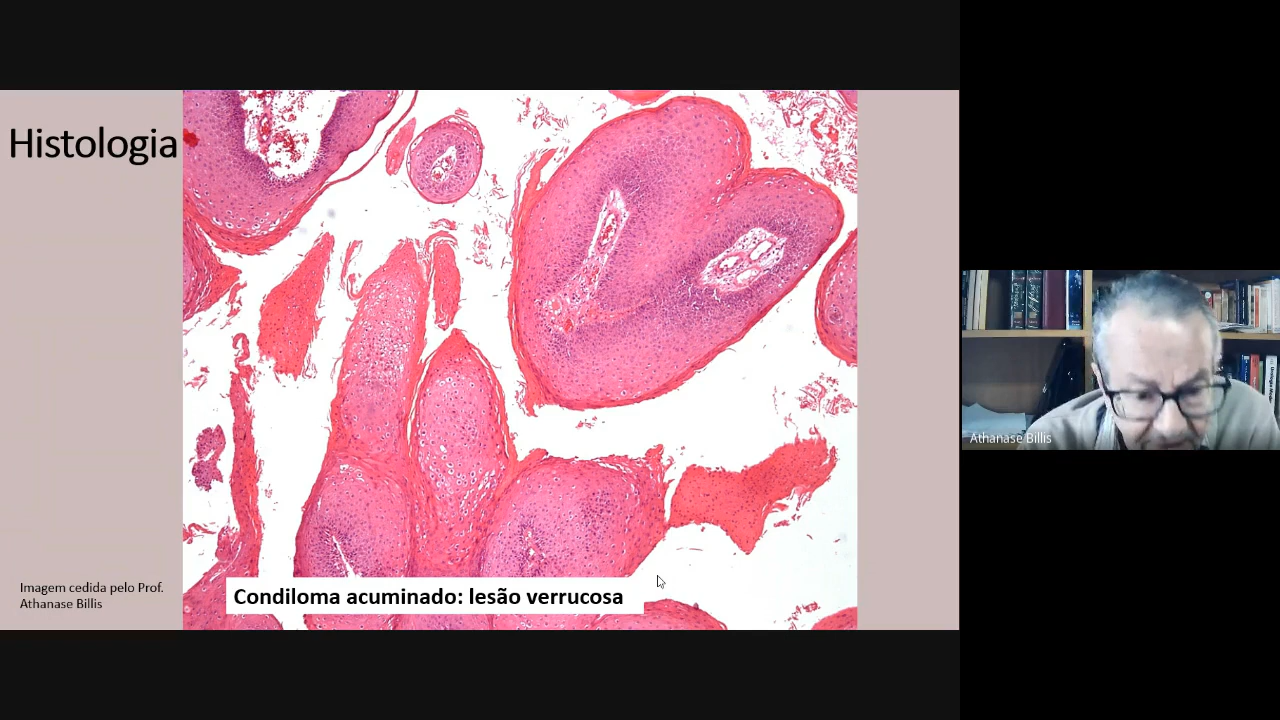 Histologia
Condiloma acuminado: lesão verrucosa
Imagem cedida pelo Prof.
Athanase Billis
Athanase Billis